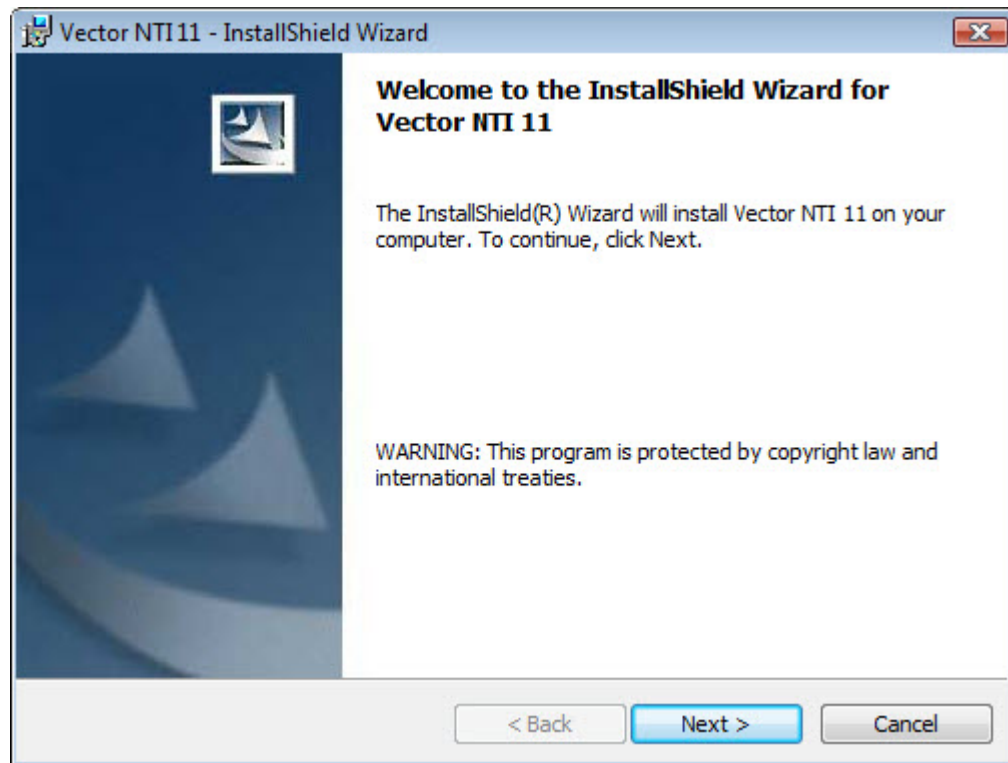 Vector NTI 11 - InstallShield Wizard
Welcome to the InstallShield Wizard for
Vector NTI 11
The InstallShield(R) Wizard will install Vector NTI 11 on your
computer. To continue, click Next.
WARNING: This program is protected by copyright law and
international treaties.
< Back
Next >
Cancel